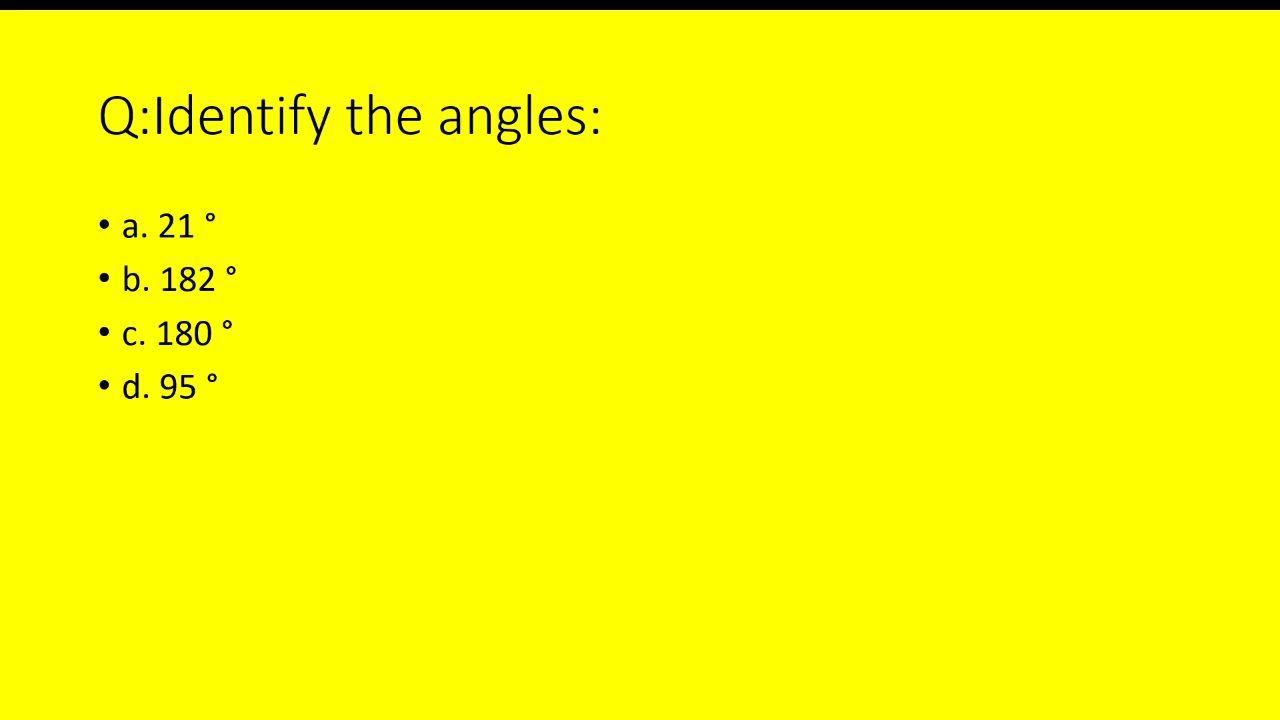 Q:Identify the angles:
• a. 21 °
• b. 182 °
• c. 180 °
• d. 95 °